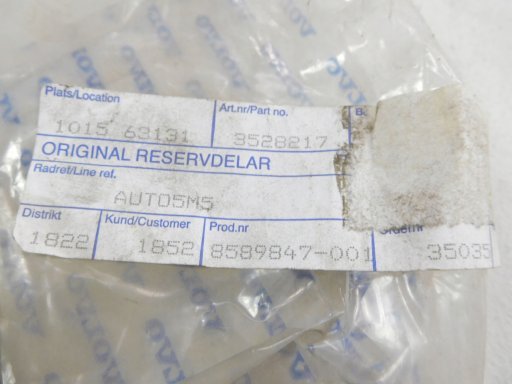 Plats/Location Art.nr/Part no. B
1015 63131 3528217
ORIGINAL RESERVDELAR
Radref/Line ref.
AUTO5M5
Distrikt Kund/Customer Prod.nr
1822 1852 8589847-001 35035
VOLVO